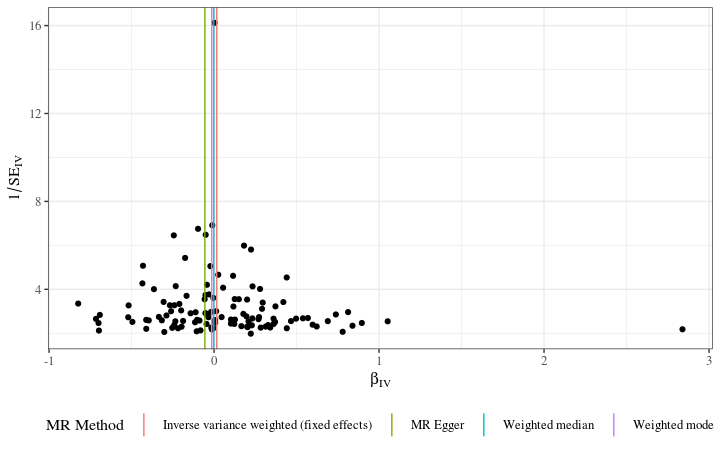 16
12
8
4
1/SE_IV
-1 0 1 2 3
β_IV
MR Method Inverse variance weighted (fixed effects) MR Egger Weighted median Weighted mode